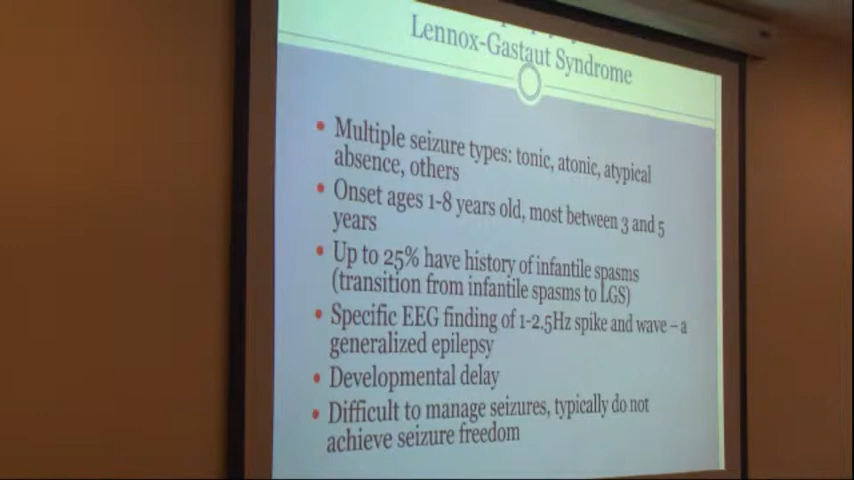 Lennox-Gastaut Syndrome
• Multiple seizure types: tonic, atonic, atypical
absence, others
• Onset ages 1-8 years old, most between 3 and 5
years
• Up to 25% have history of infantile spasms
(transition from infantile spasms to LGS)
• Specific EEG finding of 1-2.5Hz spike and wave – a
generalized epilepsy
• Developmental delay
• Difficult to manage seizures, typically do not
achieve seizure freedom